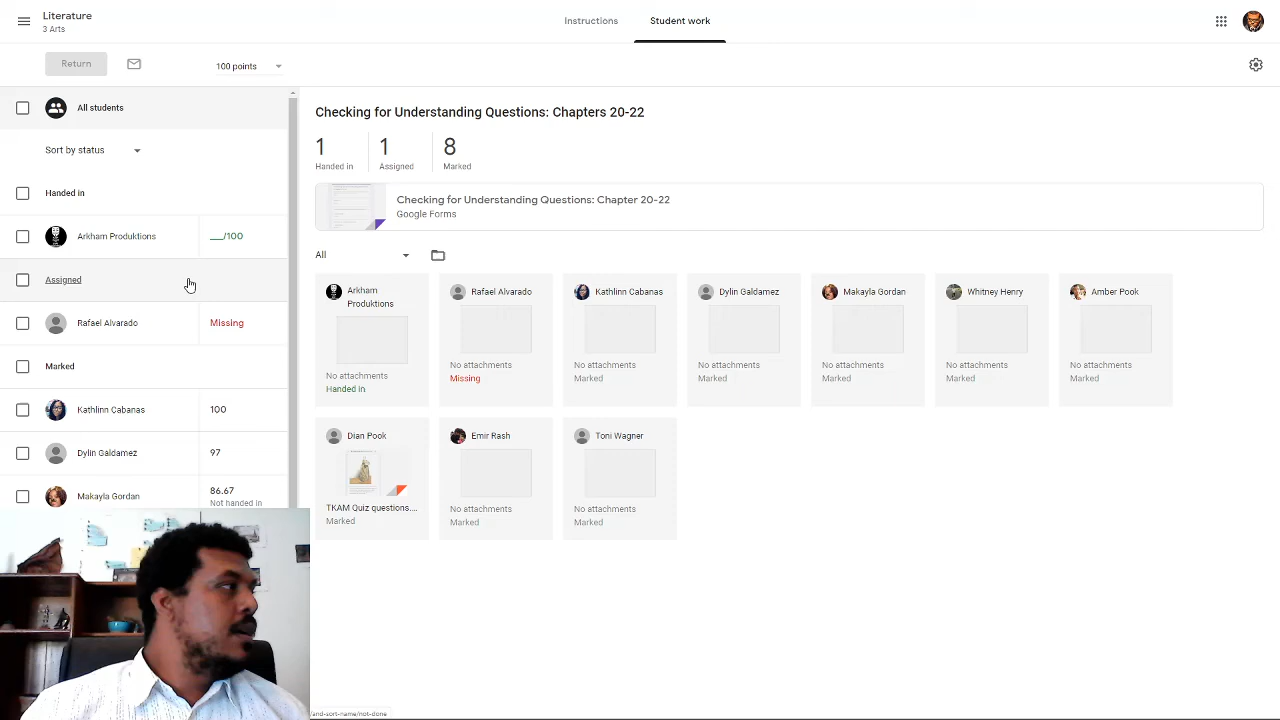 Literature
3 Arts
Instructions
Student work
Return
100 points
All students
Sort by status
Handed in
Arkham Produktions
__/100
Assigned
Rafael Alvarado
Missing
Marked
Kathlinn Cabanas
100
Dylin Galdamez
97
Makayla Gordan
86.67
Not handed in
Checking for Understanding Questions: Chapters 20-22
1
Handed in
1
Assigned
8
Marked
Checking for Understanding Questions: Chapter 20-22
Google Forms
All
Arkham
Produktions
No attachments
Handed in
Rafael Alvarado
No attachments
Missing
Kathlinn Cabanas
No attachments
Marked
Dylin Galdamez
No attachments
Marked
Makayla Gordan
No attachments
Marked
Whitney Henry
No attachments
Marked
Amber Pook
No attachments
Marked
Dian Pook
TKAM Quiz questions....
Marked
Emir Rash
No attachments
Marked
Toni Wagner
No attachments
Marked
/and-sort-name/not-done